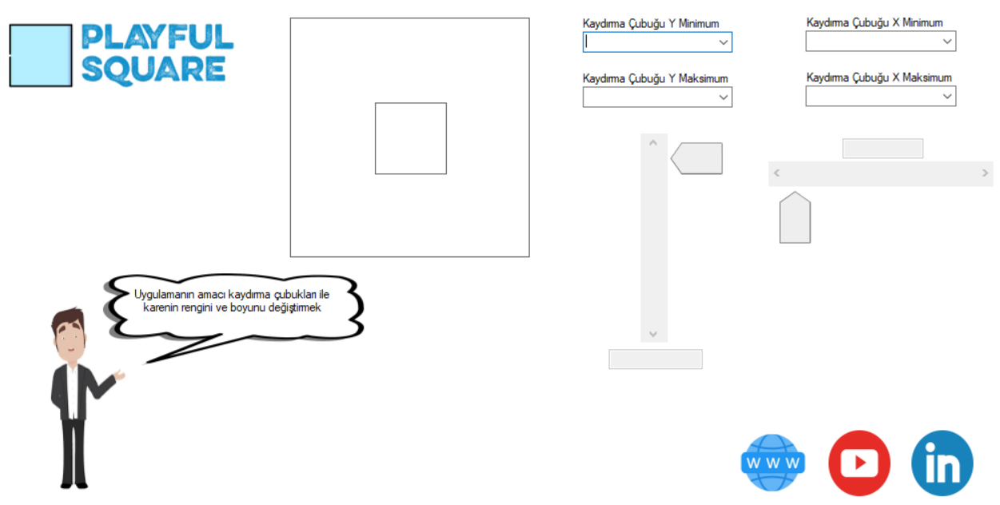 PLAYFUL
SQUARE
Kaydırma Çubuğu Y Minimum
Kaydırma Çubuğu X Minimum
Kaydırma Çubuğu Y Maksimum
Kaydırma Çubuğu X Maksimum
Uygulamanın amacı kaydırma çubukları ile
karenin rengini ve boyunu değiştirmek
WWW
in